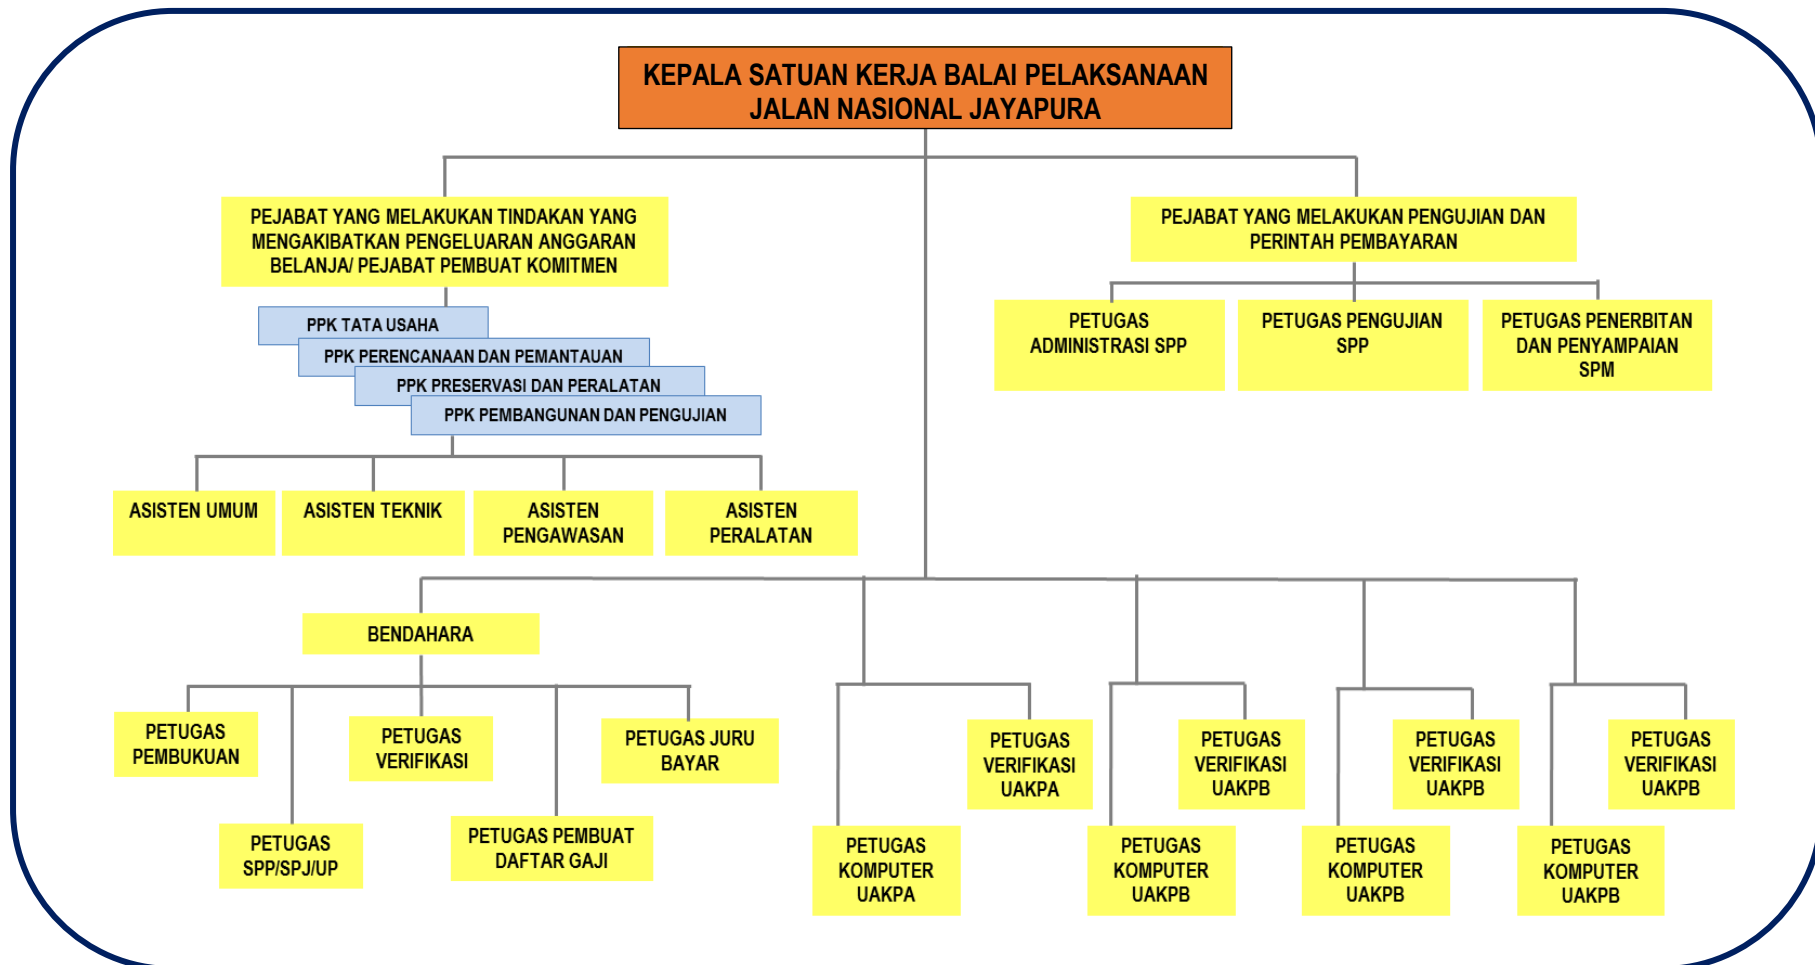 KEPALA SATUAN KERJA BALAI PELAKSANAAN
JALAN NASIONAL JAYAPURA
PEJABAT YANG MELAKUKAN TINDAKAN YANG
MENGAKIBATKAN PENGELUARAN ANGGARAN
BELANJA/ PEJABAT PEMBUAT KOMITMEN
PEJABAT YANG MELAKUKAN PENGUJIAN DAN
PERINTAH PEMBAYARAN
PPK TATA USAHA
PPK PERENCANAAN DAN PEMANTAUAN
PPK PRESERVASI DAN PERALATAN
PPK PEMBANGUNAN DAN PENGUJIAN
PETUGAS
ADMINISTRASI SPP
PETUGAS PENGUJIAN
SPP
PETUGAS PENERBITAN
DAN PENYAMPAIAN
SPM
ASISTEN UMUM
ASISTEN TEKNIK
ASISTEN
PENGAWASAN
ASISTEN
PERALATAN
BENDAHARA
PETUGAS
PEMBUKUAN
PETUGAS
VERIFIKASI
PETUGAS JURU
BAYAR
PETUGAS
SPP/SPJ/UP
PETUGAS PEMBUAT
DAFTAR GAJI
PETUGAS
VERIFIKASI
UAKPA
PETUGAS
VERIFIKASI
UAKPB
PETUGAS
VERIFIKASI
UAKPB
PETUGAS
VERIFIKASI
UAKPB
PETUGAS
KOMPUTER
UAKPA
PETUGAS
KOMPUTER
UAKPB
PETUGAS
KOMPUTER
UAKPB
PETUGAS
KOMPUTER
UAKPB